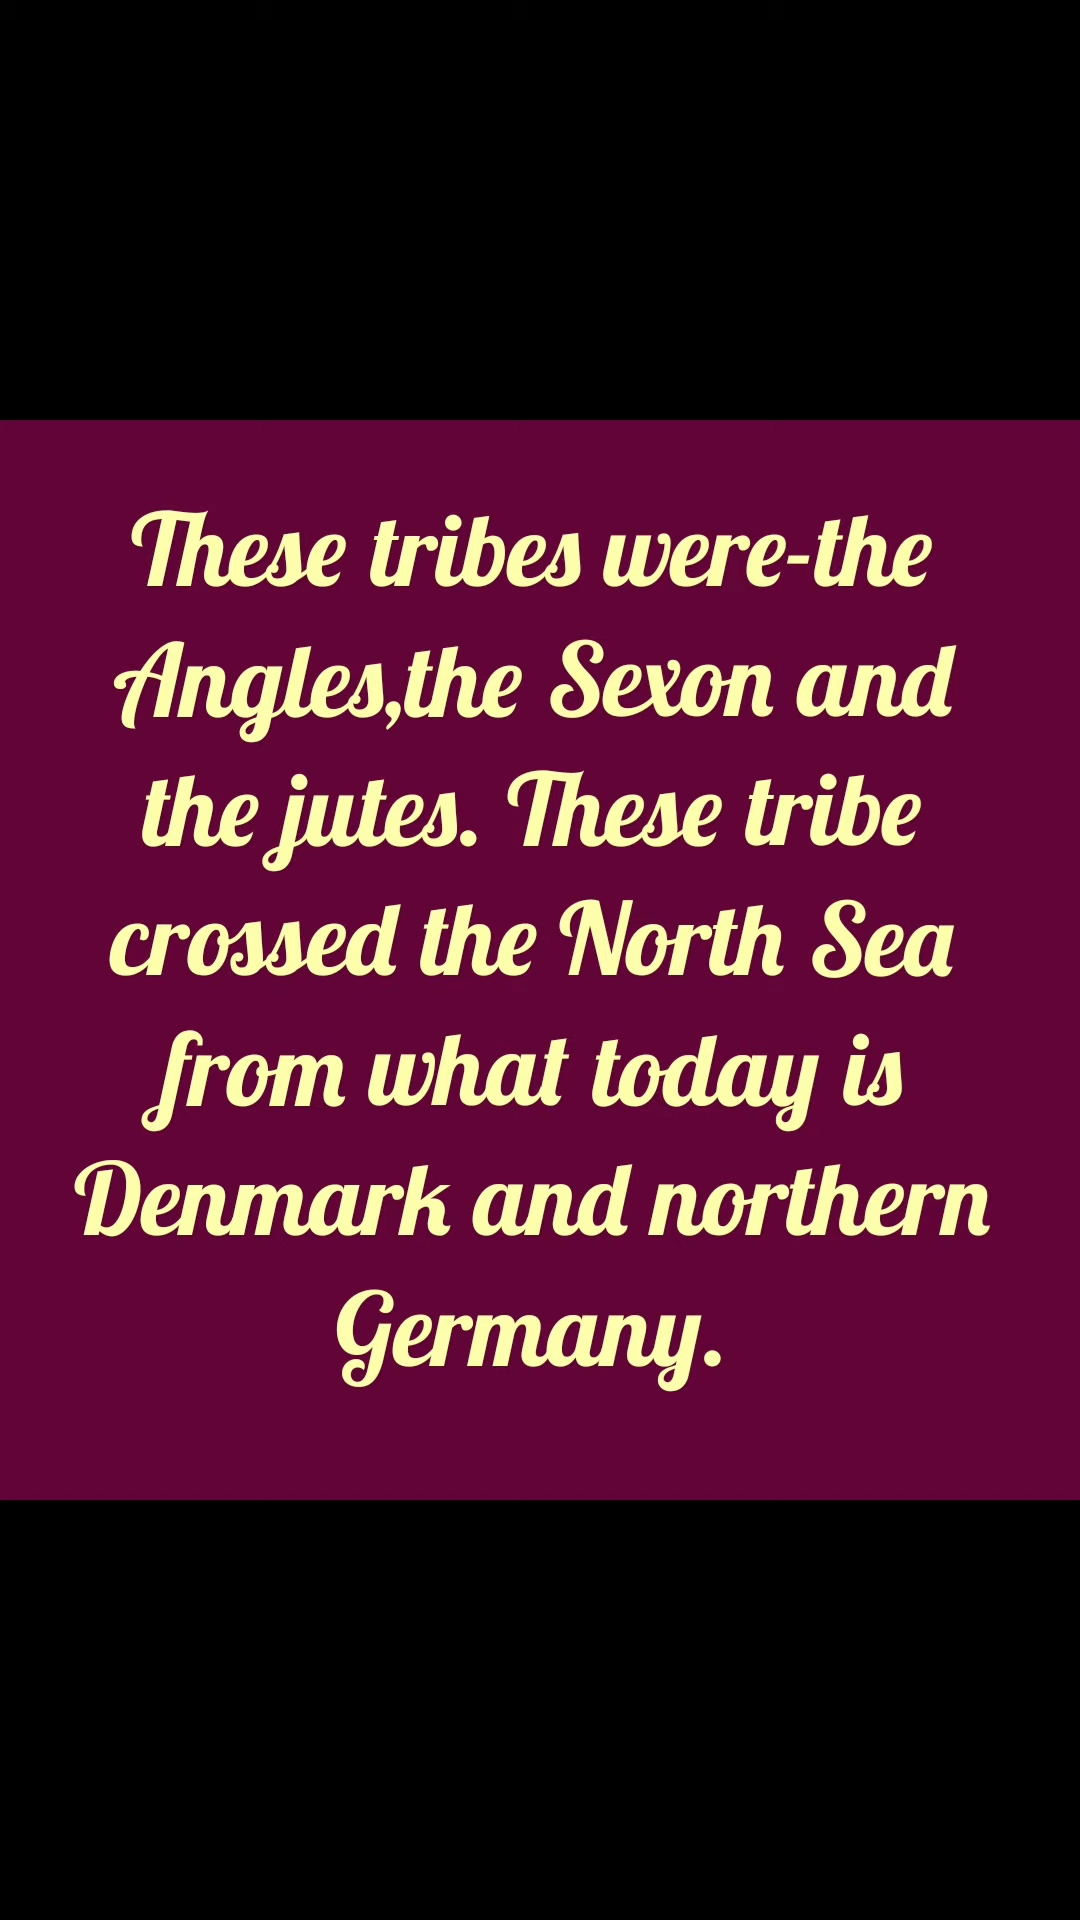 These tribes were-the
Angles,the Sexon and
the jutes. These tribe
crossed the North Sea
from what today is
Denmark and northern
Germany.